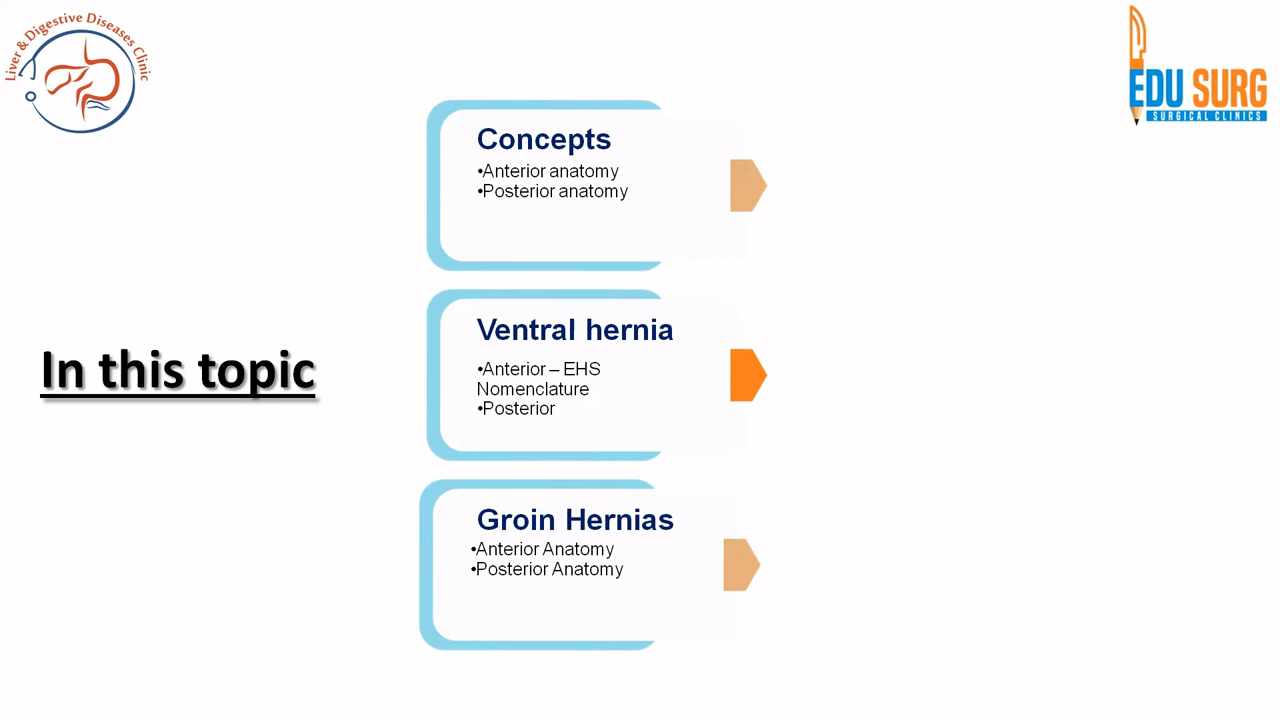 Liver & Digestive Diseases Clinic
EDU SURG
SURGICAL CLINICS
In this topic
Concepts
•Anterior anatomy
•Posterior anatomy
Ventral hernia
•Anterior – EHS
Nomenclature
•Posterior
Groin Hernias
•Anterior Anatomy
•Posterior Anatomy